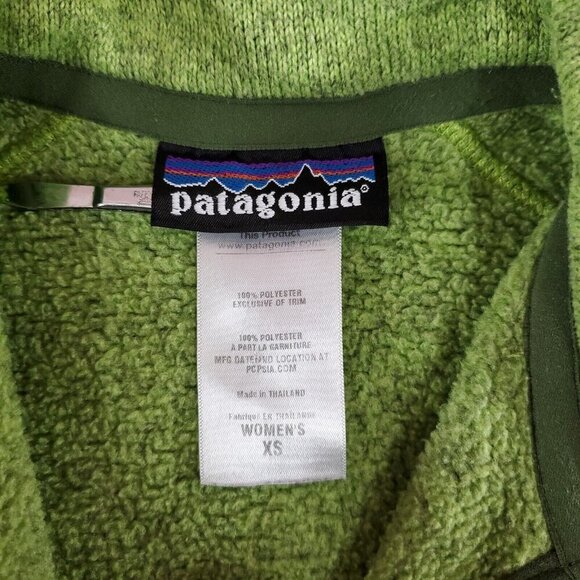 patagonia®
This Product
www.patagonia.com
100% POLYESTER
EXCLUSIVE OF TRIM
100% POLYESTER
A PART LA GARNITURE
MFG DATE AND LOCATION AT
PCPSIA.COM
Made in THAILAND
Fabriqué EN THAILANDE
WOMEN'S
XS